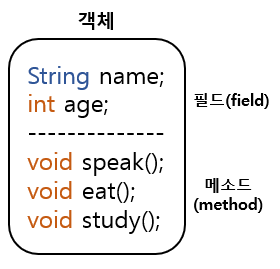 객체
String name;
int age;
필드(field)
--------------
void speak();
void eat();
void study();
메소드
(method)